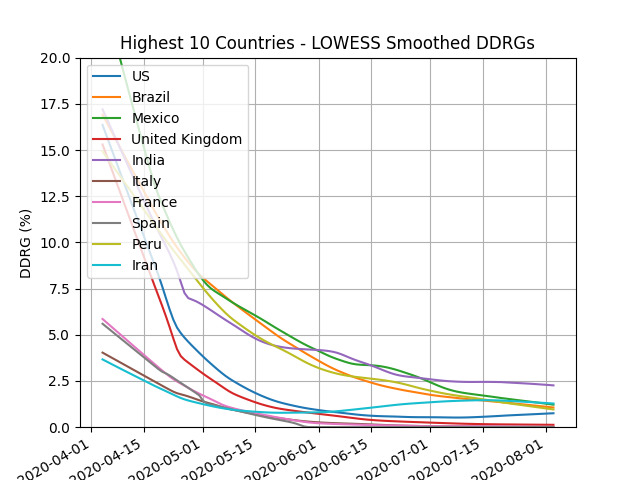 Highest 10 Countries - LOWESS Smoothed DDRGs
DDRG (%)
20.0
17.5
15.0
12.5
10.0
7.5
5.0
2.5
0.0
US
Brazil
Mexico
United Kingdom
India
Italy
France
Spain
Peru
Iran
2020-04-01
2020-04-15
2020-05-01
2020-05-15
2020-06-01
2020-06-15
2020-07-01
2020-07-15
2020-08-01